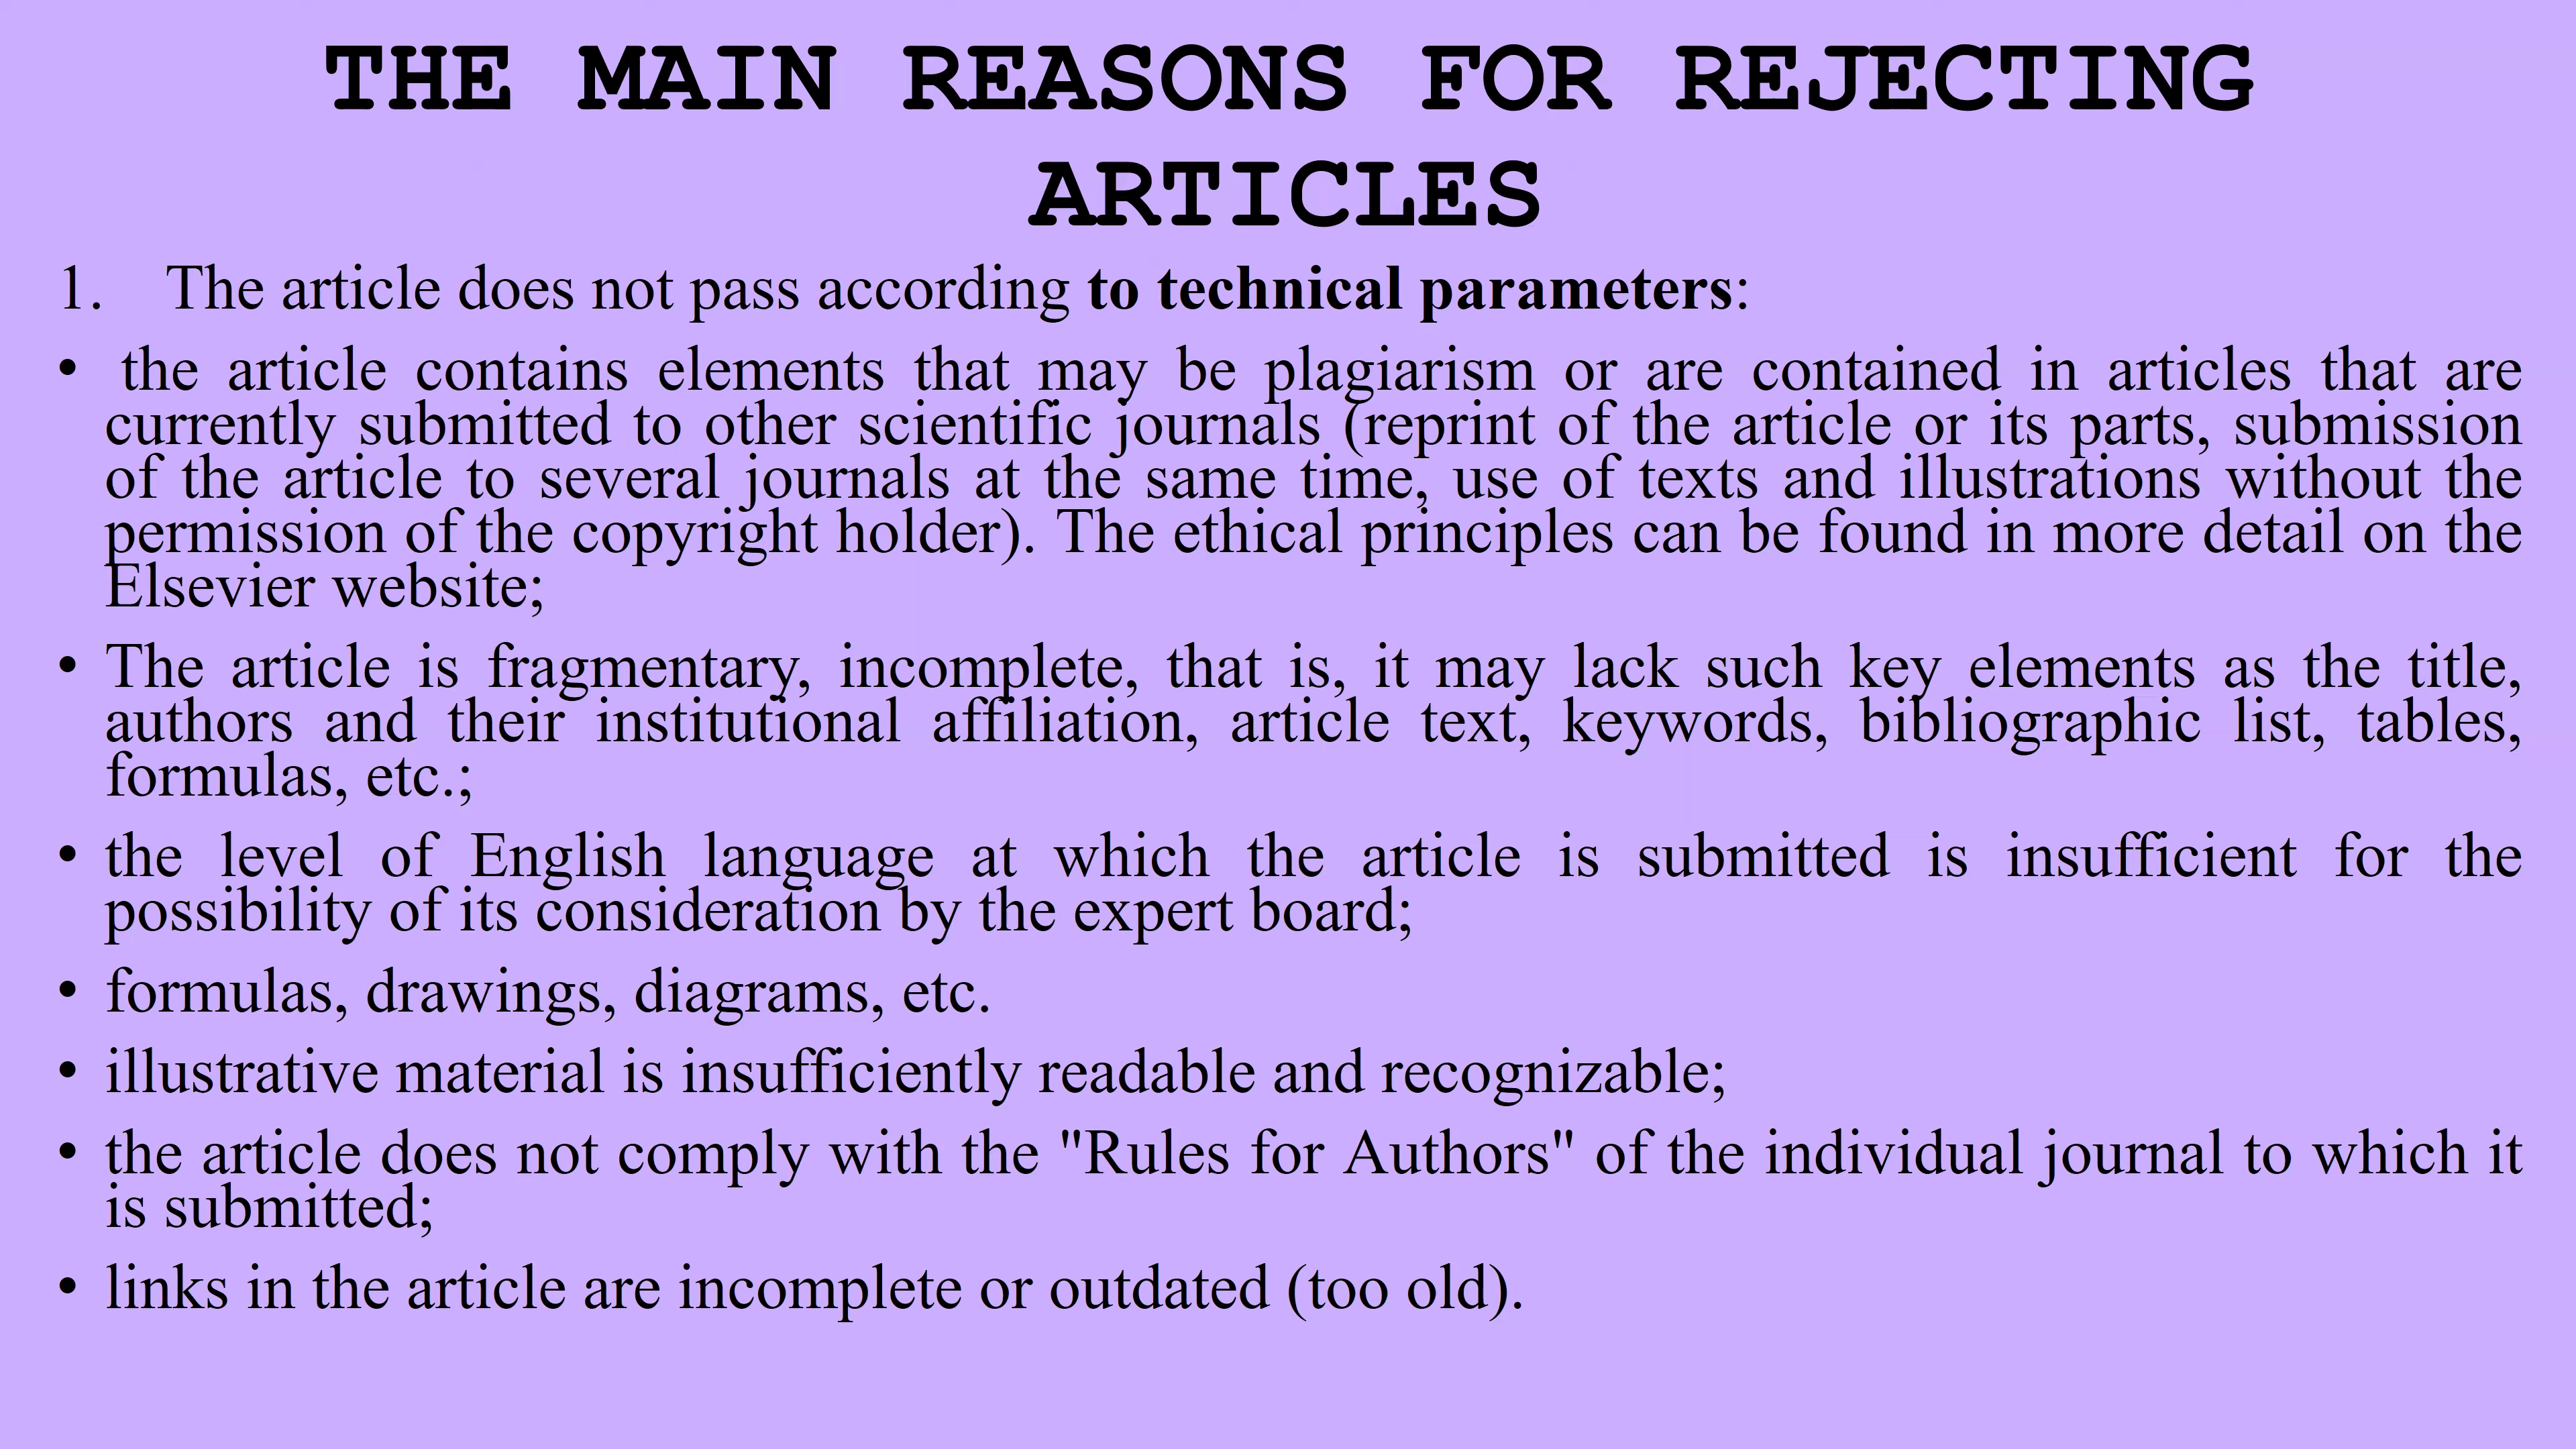 THE MAIN REASONS FOR REJECTING
ARTICLES
1. The article does not pass according to technical parameters:
• the article contains elements that may be plagiarism or are contained in articles that are
currently submitted to other scientific journals (reprint of the article or its parts, submission
of the article to several journals at the same time, use of texts and illustrations without the
permission of the copyright holder). The ethical principles can be found in more detail on the
Elsevier website;
• The article is fragmentary, incomplete, that is, it may lack such key elements as the title,
authors and their institutional affiliation, article text, keywords, bibliographic list, tables,
formulas, etc.;
• the level of English language at which the article is submitted is insufficient for the
possibility of its consideration by the expert board;
• formulas, drawings, diagrams, etc.
• illustrative material is insufficiently readable and recognizable;
• the article does not comply with the "Rules for Authors" of the individual journal to which it
is submitted;
• links in the article are incomplete or outdated (too old).